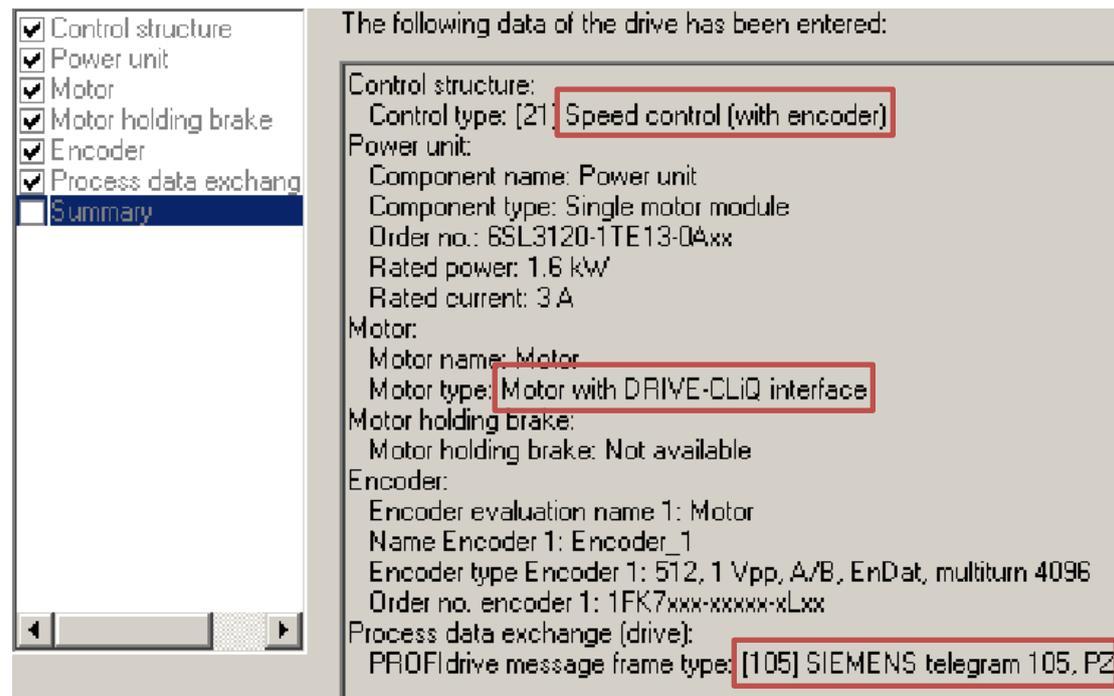 Control structure
Power unit
Motor
Motor holding brake
Encoder
Process data exchang
Summary
The following data of the drive has been entered:
Control structure:
Control type: [21] Speed control (with encoder)
Power unit:
Component name: Power unit
Component type: Single motor module
Order no.: 6SL3120-1TE13-0Axx
Rated power: 1.6 kW
Rated current: 3 A
Motor:
Motor name: Motor
Motor type: Motor with DRIVE-CLiQ interface
Motor holding brake:
Motor holding brake: Not available
Encoder:
Encoder evaluation name 1: Motor
Name Encoder 1: Encoder_1
Encoder type Encoder 1: 512, 1 Vpp, A/B, EnDat, multiturn 4096
Order no. encoder 1: 1FK7xxx-xxxxx-xLxx
Process data exchange (drive):
PROFIdrive message frame type: [105] SIEMENS telegram 105, PZ